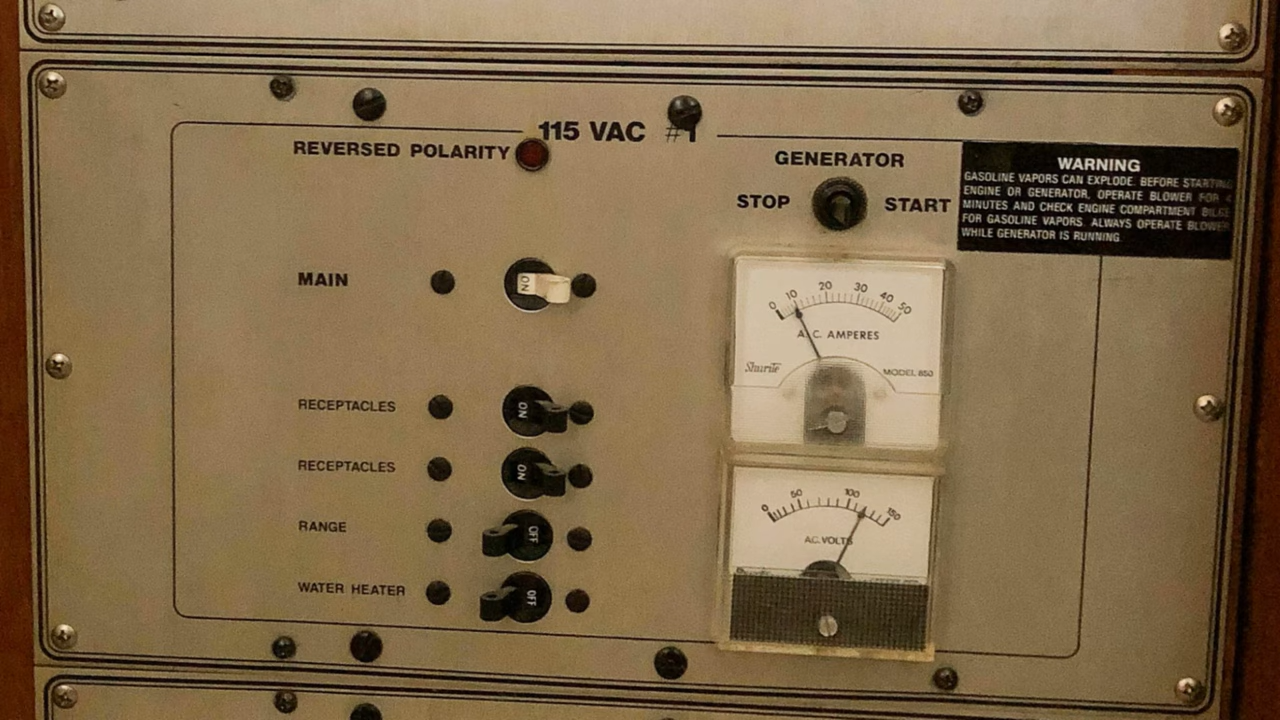 115 VAC #1
REVERSED POLARITY
GENERATOR
STOP START
WARNING
GASOLINE VAPORS CAN EXPLODE. BEFORE STARTING
ENGINE OR GENERATOR, OPERATE BLOWER FOR 4
MINUTES AND CHECK ENGINE COMPARTMENT BILGE
FOR GASOLINE VAPORS. ALWAYS OPERATE BLOWER
WHILE GENERATOR IS RUNNING.
MAIN ON
0 10 20 30 40 50
A.C. AMPERES
Shurite MODEL 850
RECEPTACLES ON
RECEPTACLES ON
RANGE OFF
WATER HEATER OFF
0 50 100 150
A.C. VOLTS